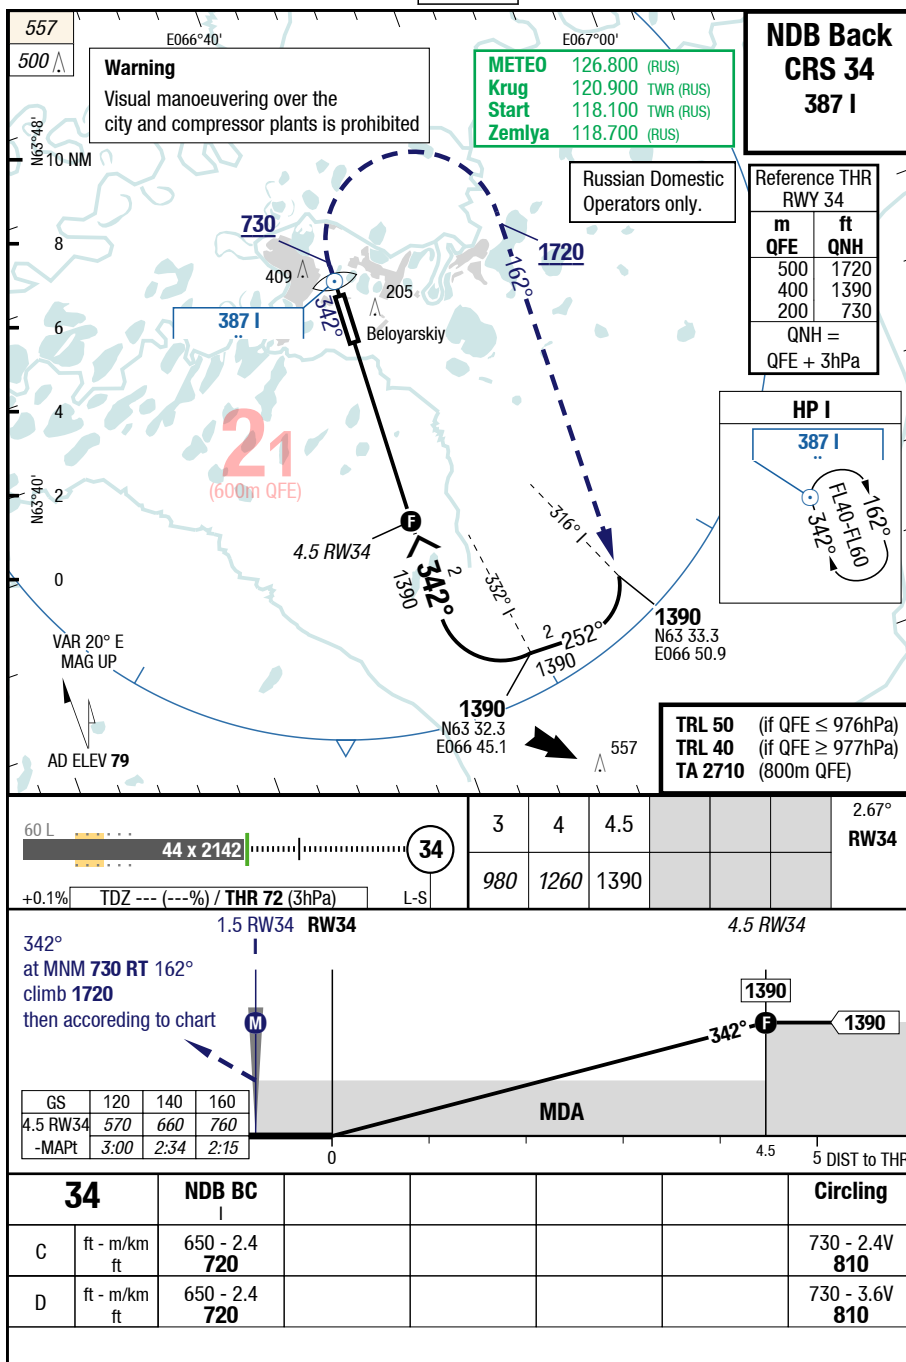 557
500
E066°40'
E067°00'
NDB Back
CRS 34
387 I
Warning
Visual manoeuvering over the
city and compressor plants is prohibited
METEO 126.800 (RUS)
Krug 120.900 TWR (RUS)
Start 118.100 TWR (RUS)
Zemlya 118.700 (RUS)
N63°48'
10 NM
Russian Domestic
Operators only.
Reference THR
RWY 34
m ft
QFE QNH
500 1720
400 1390
200 730
QNH =
QFE + 3hPa
730
8
1720
409
162°
205
342°
387 I
6
Beloyarskiy
4
21
(600m QFE)
HP I
387 I
FL40-FL60
162°
342°
N63°40'
2
F
4.5 RW34
316° I
0
342°
2
1390
332° I
2
252°
1390
1390
N63 33.3
E066 50.9
VAR 20° E
MAG UP
1390
N63 32.3
E066 45.1
557
AD ELEV 79
TRL 50 (if QFE ≤ 976hPa)
TRL 40 (if QFE ≥ 977hPa)
TA 2710 (800m QFE)
60 L
44 x 2142
34
+0.1%
TDZ --- (---%) / THR 72 (3hPa)
L-S
3 4 4.5
980 1260 1390
2.67°
RW34
1.5 RW34 RW34
4.5 RW34
342°
at MNM 730 RT 162°
climb 1720
then accoreding to chart
M
1390
342°
F
1390
MDA
GS 120 140 160
4.5 RW34 570 660 760
-MAPt 3:00 2:34 2:15
0
4.5
5 DIST to THR
34 NDB BC Circling
I
C ft - m/km 650 - 2.4 730 - 2.4V
ft 720 810
D ft - m/km 650 - 2.4 730 - 3.6V
ft 720 810